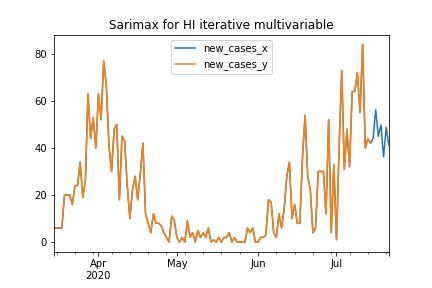 Sarimax for HI iterative multivariable
new_cases_x
new_cases_y
80
60
40
20
0
Apr
2020
May
Jun
Jul